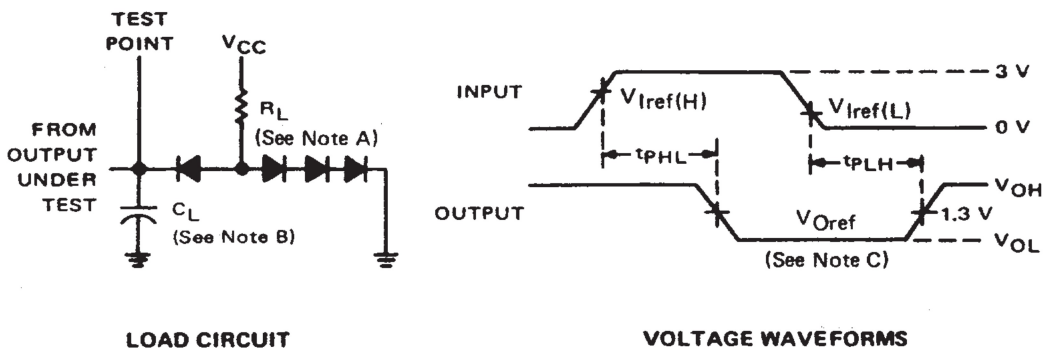 TEST
POINT
VCC
RL
(See Note A)
FROM
OUTPUT
UNDER
TEST
CL
(See Note B)
LOAD CIRCUIT
INPUT
VIref(H)
VIref(L)
3 V
0 V
tPHL
tPLH
OUTPUT
VOref
(See Note C)
VOH
1.3 V
VOL
VOLTAGE WAVEFORMS